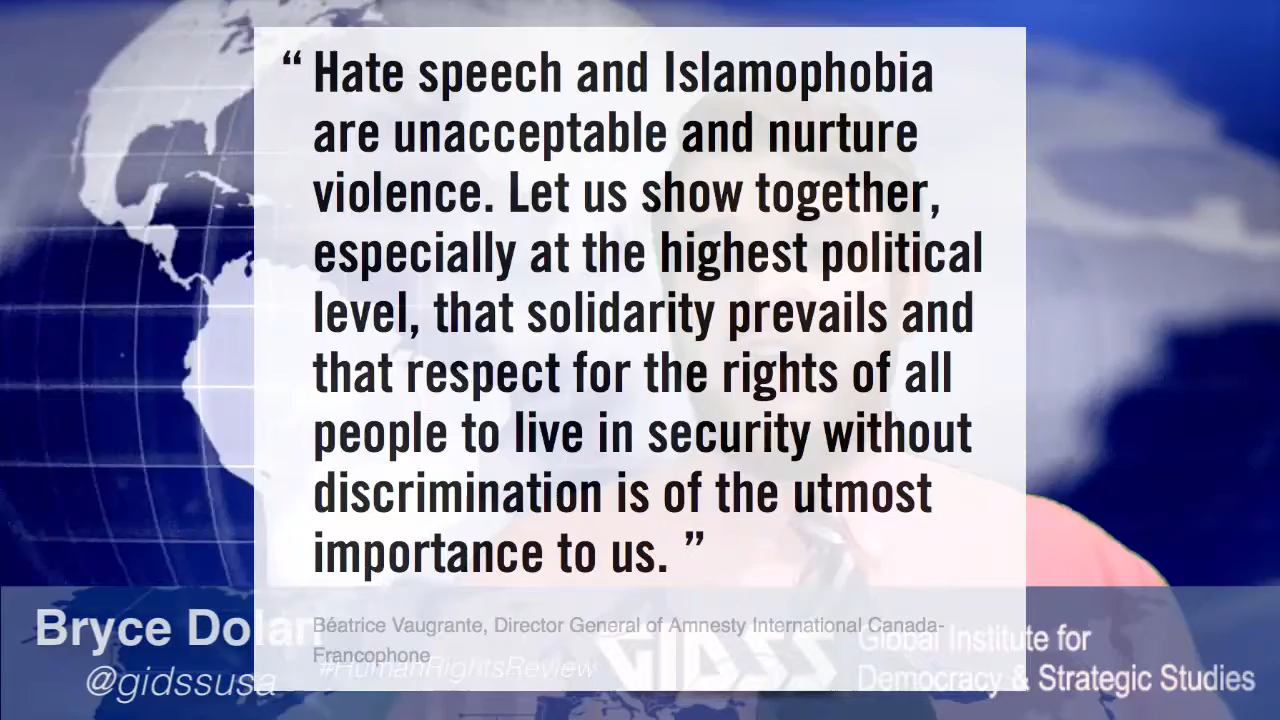 “ Hate speech and Islamophobia
are unacceptable and nurture
violence. Let us show together,
especially at the highest political
level, that solidarity prevails and
that respect for the rights of all
people to live in security without
discrimination is of the utmost
importance to us. ”
Béatrice Vaugrante, Director General of Amnesty International Canada-
Francophone
Bryce Dolan
@gidssusa
#HumanRightsReview
GIDSS
Global Institute for
Democracy & Strategic Studies